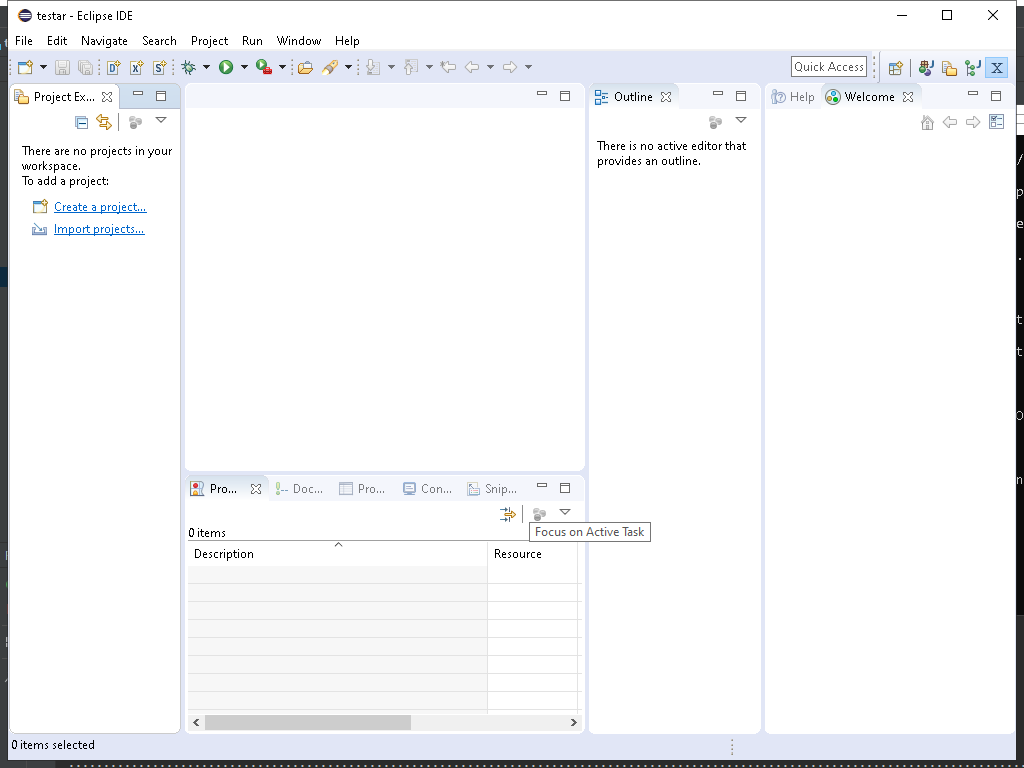 testar - Eclipse IDE
File Edit Navigate Search Project Run Window Help
Quick Access
Project Ex...
There are no projects in your
workspace.
To add a project:
Create a project...
Import projects...
Outline
There is no active editor that
provides an outline.
Help
Welcome
Pro...
Doc...
Pro...
Con...
Snip...
0 items
Focus on Active Task
Description
Resource
0 items selected